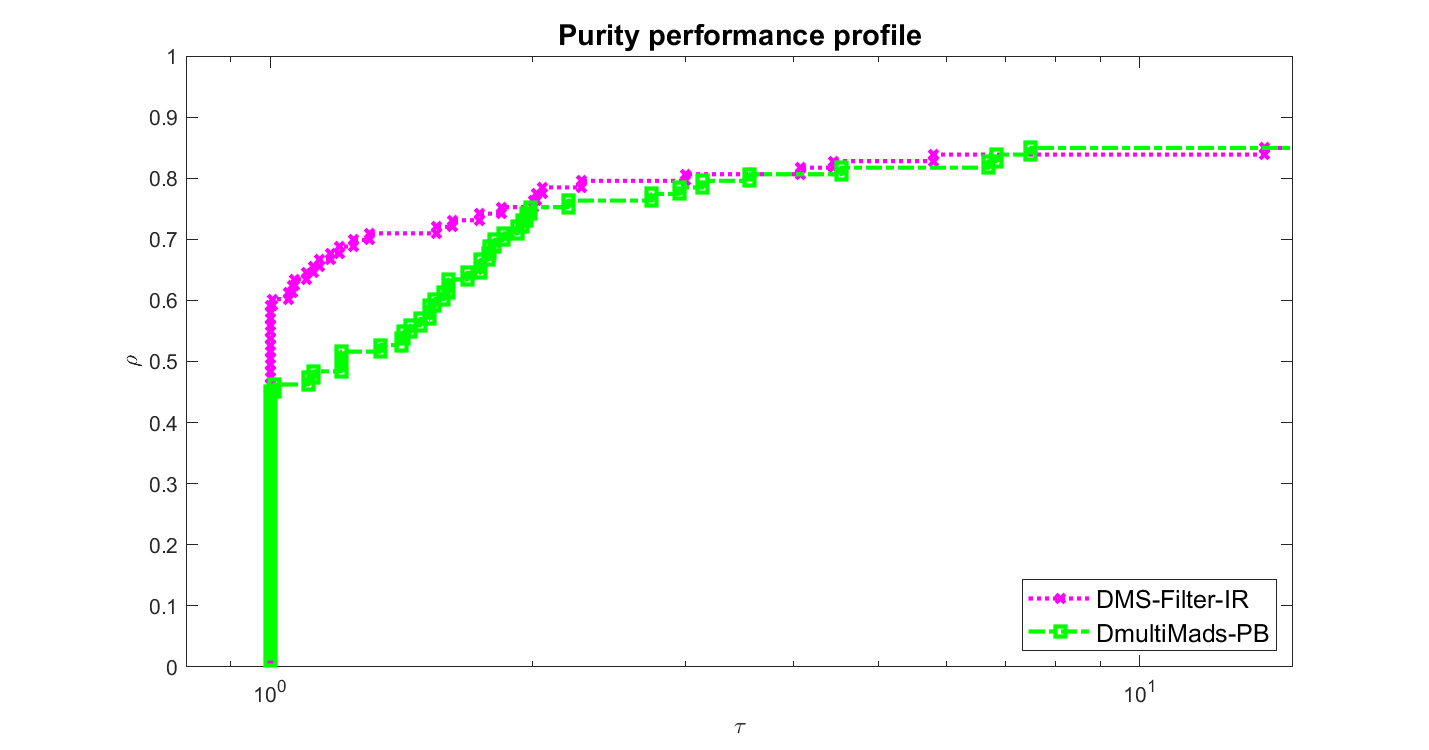 Purity performance profile
1
0.9
0.8
0.7
0.6
0.5
0.4
0.3
0.2
0.1
0
ρ
10⁰
10¹
τ
DMS-Filter-IR
DmultiMads-PB